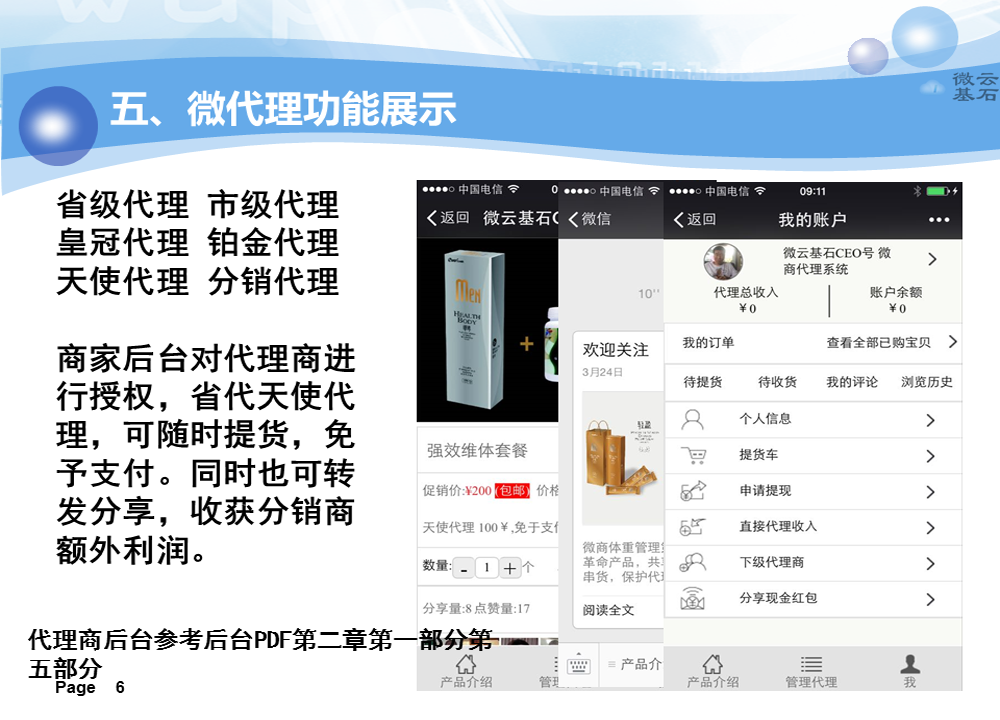 微云
基石
五、微代理功能展示
省级代理 市级代理
皇冠代理 铂金代理
天使代理 分销代理
商家后台对代理商进
行授权，省代天使代
理，可随时提货，免
予支付。同时也可转
发分享，收获分销商
额外利润。
代理商后台参考后台PDF第二章第一部分第
五部分
Page 6
中国电信 0
返回 微云基石C
Men
HEALTH
BODY
+
强效维体套餐
促销价:¥200 (包邮) 价格
天使代理 100￥,免于支付
数量: - 1 + 个
分享量:8 点赞量:17
产品介绍 管理代理
中国电信
微信
10''
欢迎关注
3月24日
阅读全文
微商体重管理
革命产品，共
串货，保护代理
产品介
中国电信 09:11
返回 我的账户
微云基石CEO号 微
商代理系统
代理总收入 账户余额
￥0 ￥0
我的订单 查看全部已购宝贝
待提货 待收货 我的评论 浏览历史
个人信息
提货车
申请提现
直接代理收入
下级代理商
分享现金红包
产品介绍 管理代理 我